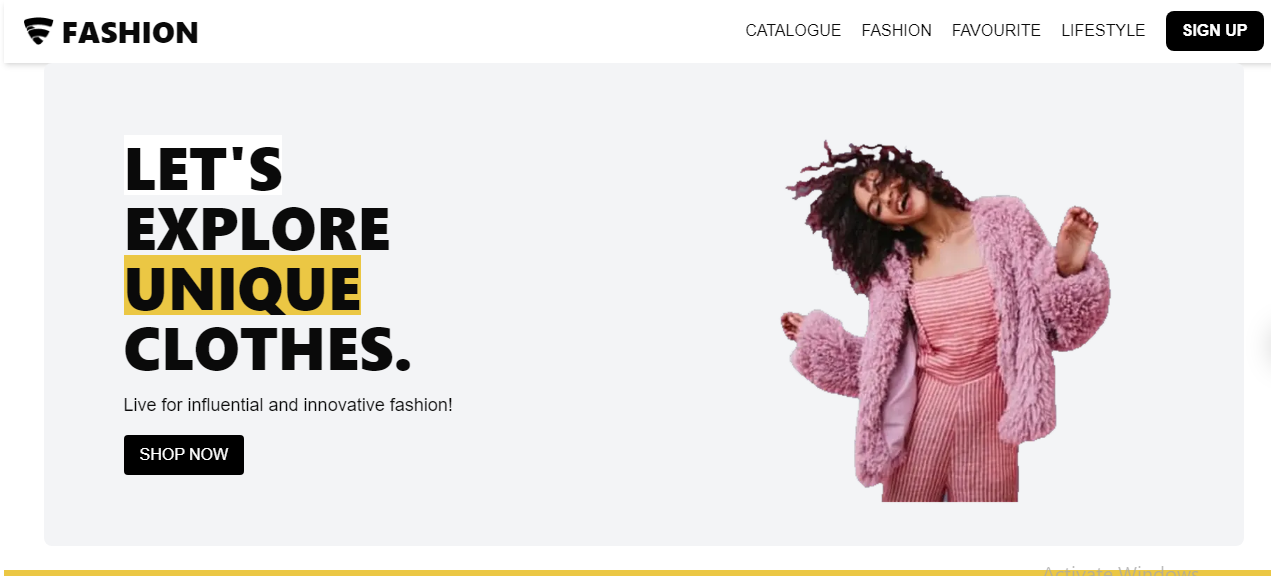 FASHION
CATALOGUE FASHION FAVOURITE LIFESTYLE SIGN UP
LET'S
EXPLORE
UNIQUE
CLOTHES.
Live for influential and innovative fashion!
SHOP NOW
Activate Windows